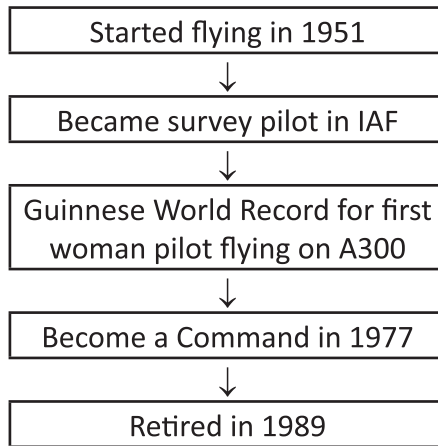 Started flying in 1951
↓
Became survey pilot in IAF
↓
Guinnese World Record for first
woman pilot flying on A300
↓
Become a Command in 1977
↓
Retired in 1989